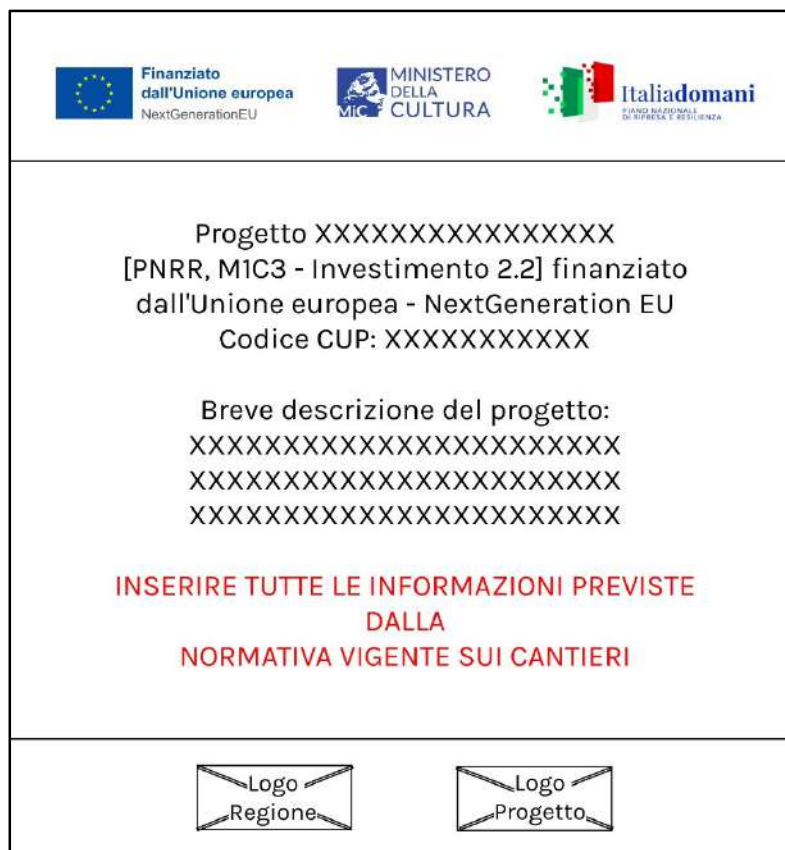 Finanziato
dall'Unione europea
NextGenerationEU
MiC
MINISTERO
DELLA
CULTURA
Italiadomani
PIANO NAZIONALE
DI RIPRESA E RESILIENZA
Progetto XXXXXXXXXXXXXXXX
[PNRR, M1C3 - Investimento 2.2] finanziato
dall'Unione europea - NextGeneration EU
Codice CUP: XXXXXXXXXXX
Breve descrizione del progetto:
XXXXXXXXXXXXXXXXXXXXXXX
XXXXXXXXXXXXXXXXXXXXXXX
XXXXXXXXXXXXXXXXXXXXXXX
INSERIRE TUTTE LE INFORMAZIONI PREVISTE
DALLA
NORMATIVA VIGENTE SUI CANTIERI
Logo
Regione
Logo
Progetto